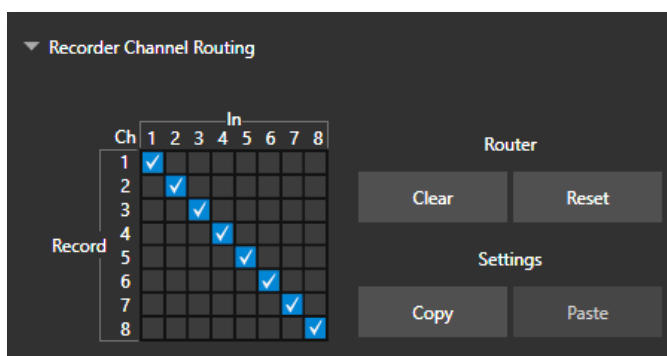 Recorder Channel Routing
In
Ch 1 2 3 4 5 6 7 8
Router
1
2
Clear Reset
3
4
Record
5
Settings
6
7
Copy Paste
8